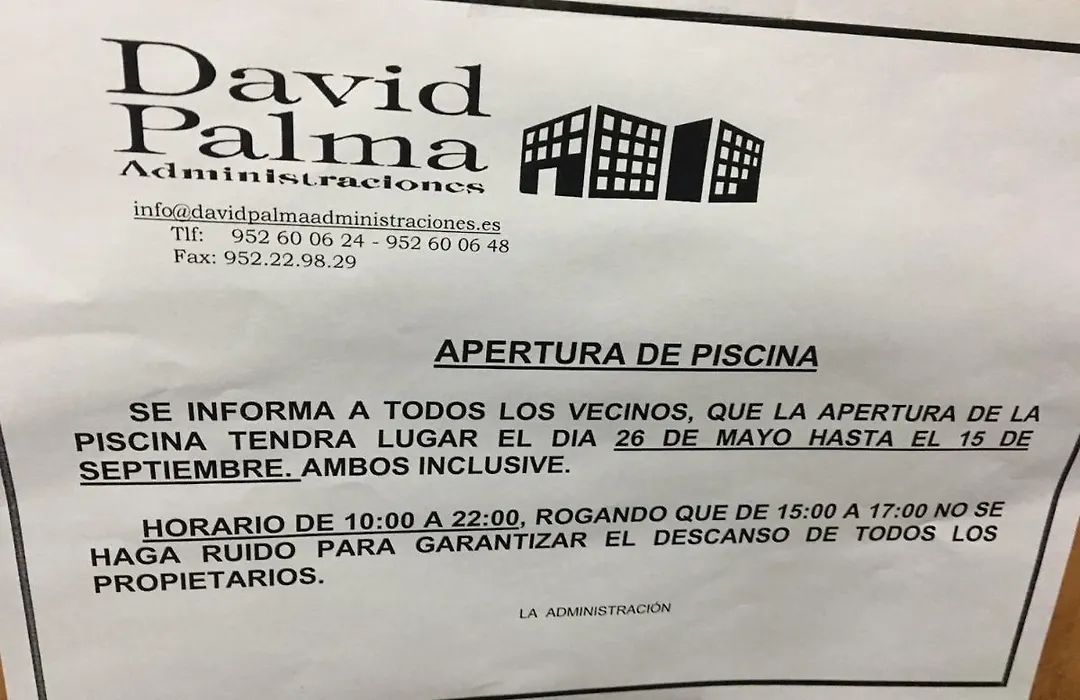 David
Palma
Administraciones
info@davidpalmaadministraciones.es
Tlf: 952 60 06 24 - 952 60 06 48
Fax: 952.22.98.29
APERTURA DE PISCINA
SE INFORMA A TODOS LOS VECINOS, QUE LA APERTURA DE LA
PISCINA TENDRA LUGAR EL DIA 26 DE MAYO HASTA EL 15 DE
SEPTIEMBRE. AMBOS INCLUSIVE.
HORARIO DE 10:00 A 22:00, ROGANDO QUE DE 15:00 A 17:00 NO SE
HAGA RUIDO PARA GARANTIZAR EL DESCANSO DE TODOS LOS
PROPIETARIOS.
LA ADMINISTRACIÓN